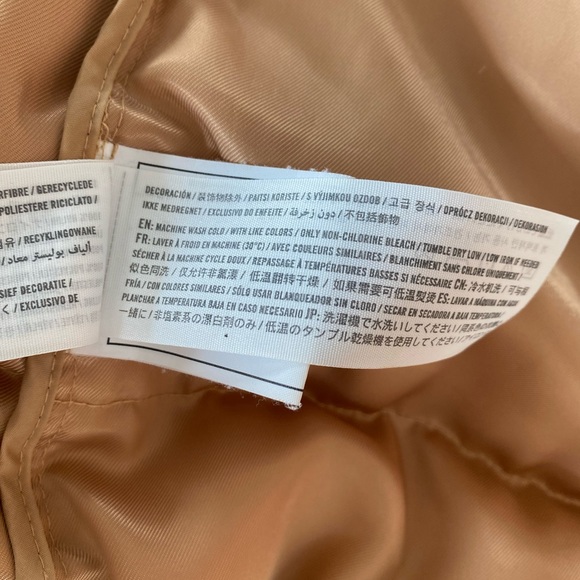 RFIBRE / GERECYCLEDE
POLIESTERE RICICLATO /
RECYKLINGOWANE
ألياف بوليستر معاد
SIEF DECORATIE /
く / EXCLUSIVO DE
DECORACIÓN / 装饰物除外 / PAITSI KORISTE / S VÝJIMKOU OZDOB / 고급 장식 / OPRÓCZ DEKORACJI / DEKORATION
IKKE MEDREGNET / EXCLUSIVO DO ENFEITE / دون زخارف / 不包括飾物
EN: MACHINE WASH COLD / WITH LIKE COLORS / ONLY NON-CHLORINE BLEACH / TUMBLE DRY LOW / LOW IRON IF NEEDED
FR: LAVER À FROID EN MACHINE (30°C) / AVEC COULEURS SIMILAIRES / BLANCHIMENT SANS CHLORE UNIQUEMENT /
SÉCHER À LA MACHINE CYCLE DOUX / REPASSAGE À TEMPÉRATURES BASSES SI NÉCESSAIRE CN: 冷水机洗 / 可与颜
似色同洗 / 仅允许非氯漂 / 低温翻转干燥 / 如果需要可低温熨烫 ES: LAVAR A MÁQUINA CON AGUA
FRÍA / CON COLORES SIMILARES / SÓLO USAR BLANQUEADOR SIN CLORO / SECAR EN SECADORA A BAJA TEMPERATURA /
PLANCHAR A TEMPERATURA BAJA EN CASO NECESARIO JP: 洗濯機で水洗いしてください / 同系色の
一緒に / 非塩素系の漂白剤のみ / 低温のタンブル乾燥機を使用してください /